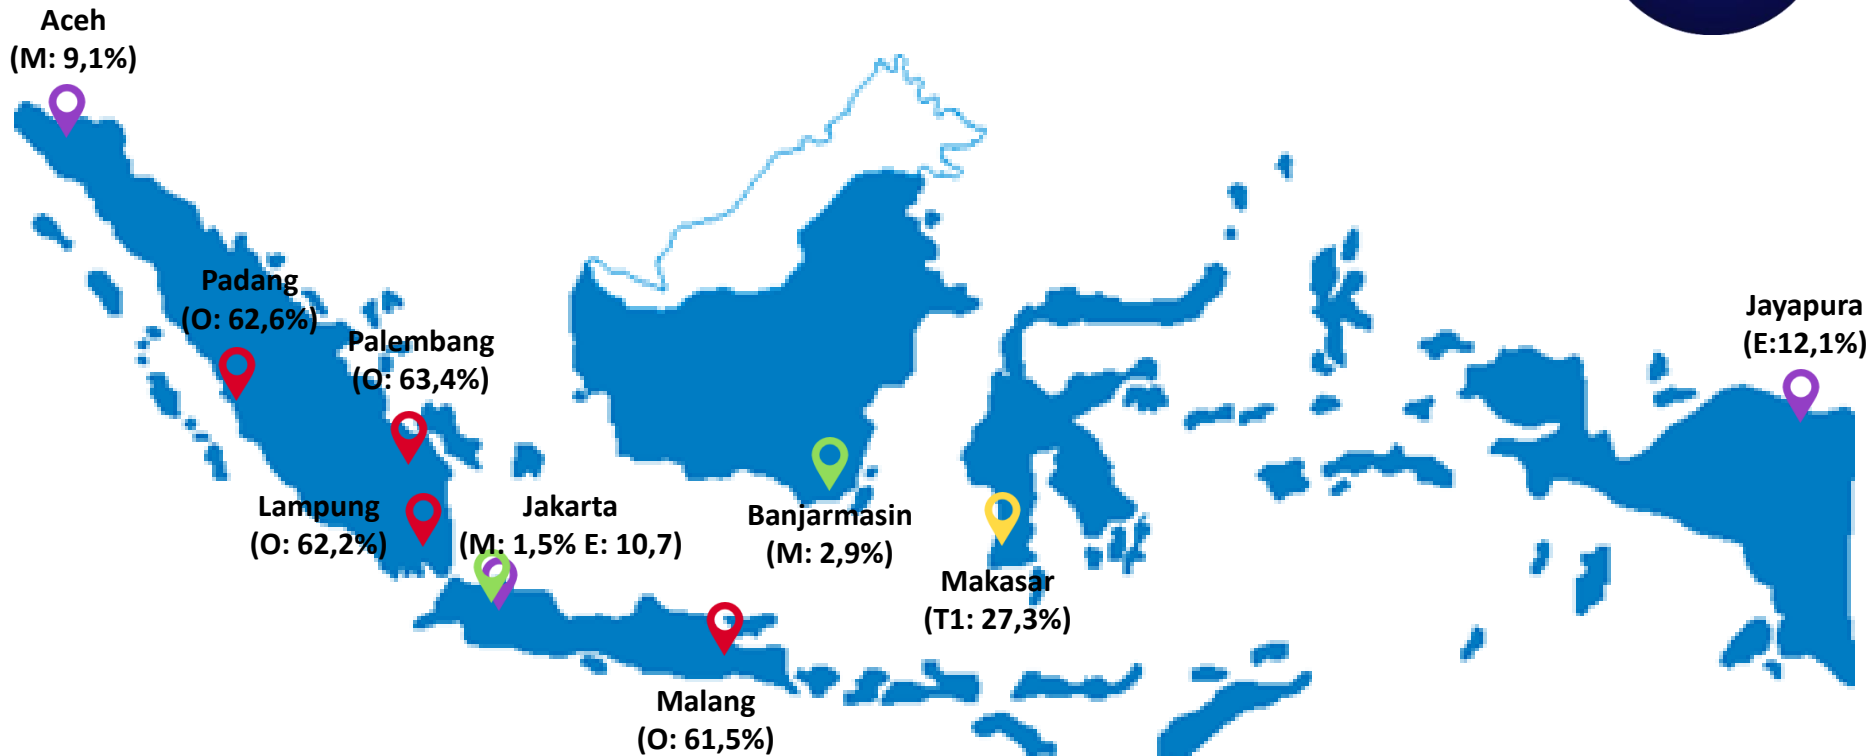 Aceh
(M: 9,1%)
Padang
(O: 62,6%)
Palembang
(O: 63,4%)
Jayapura
(E:12,1%)
Lampung
(O: 62,2%)
Jakarta
(M: 1,5% E: 10,7)
Banjarmasin
(M: 2,9%)
Makasar
(T1: 27,3%)
Malang
(O: 61,5%)